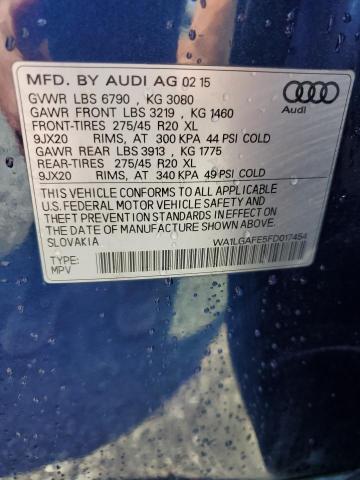 MFD. BY AUDI AG 02 15
GVWR LBS 6790 , KG 3080
GAWR FRONT LBS 3219 , KG 1460
FRONT-TIRES 275/45 R20 XL
9JX20 RIMS, AT 300 KPA 44 PSI COLD
GAWR REAR LBS 3913 , KG 1775
REAR-TIRES 275/45 R20 XL
9JX20 RIMS, AT 340 KPA 49 PSI COLD
Audi
THIS VEHICLE CONFORMS TO ALL APPLICABLE
U.S. FEDERAL MOTOR VEHICLE SAFETY AND
THEFT PREVENTION STANDARDS IN EFFECT ON
THE DATE OF MANUFACTURE SHOWN ABOVE.
SLOVAKIA
WA1LGAFE5FD017454
TYPE:
MPV